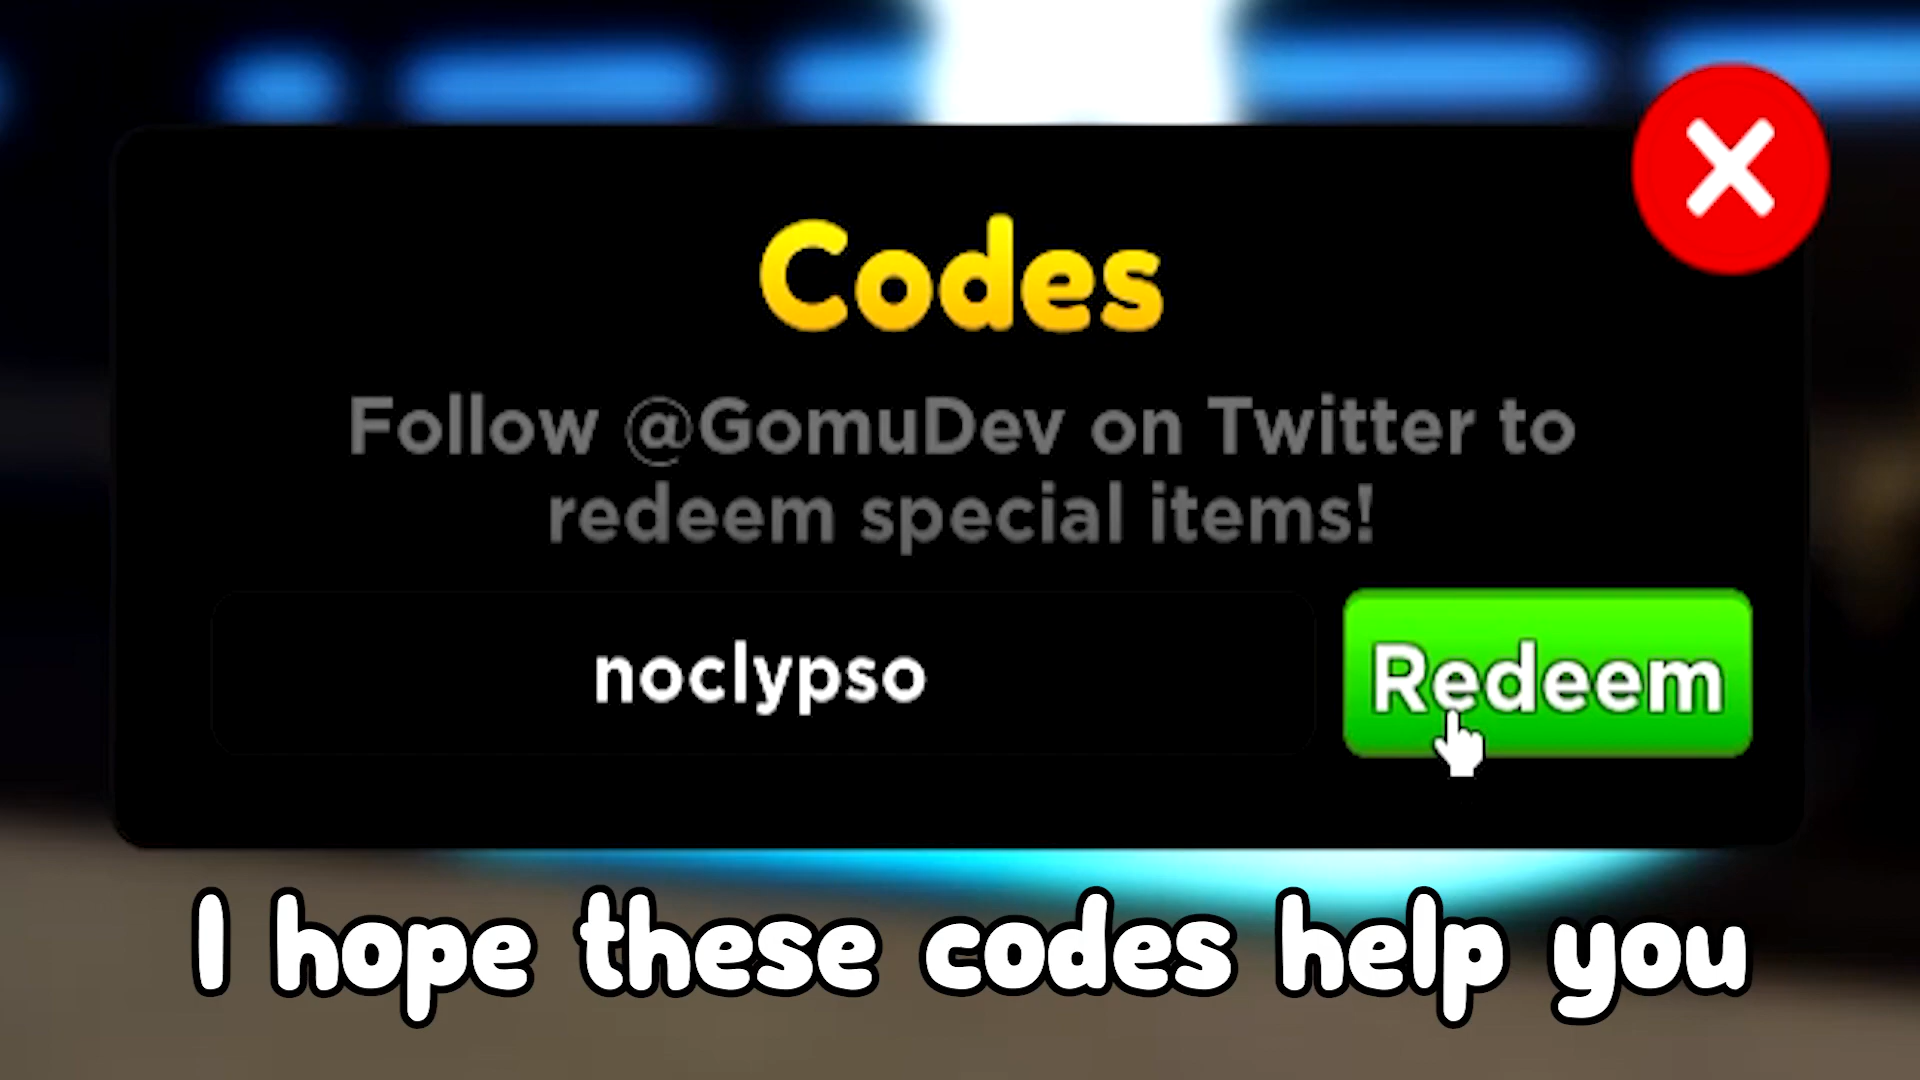 Codes
Follow @GomuDev on Twitter to
redeem special items!
noclypso
Redeem
I hope these codes help you